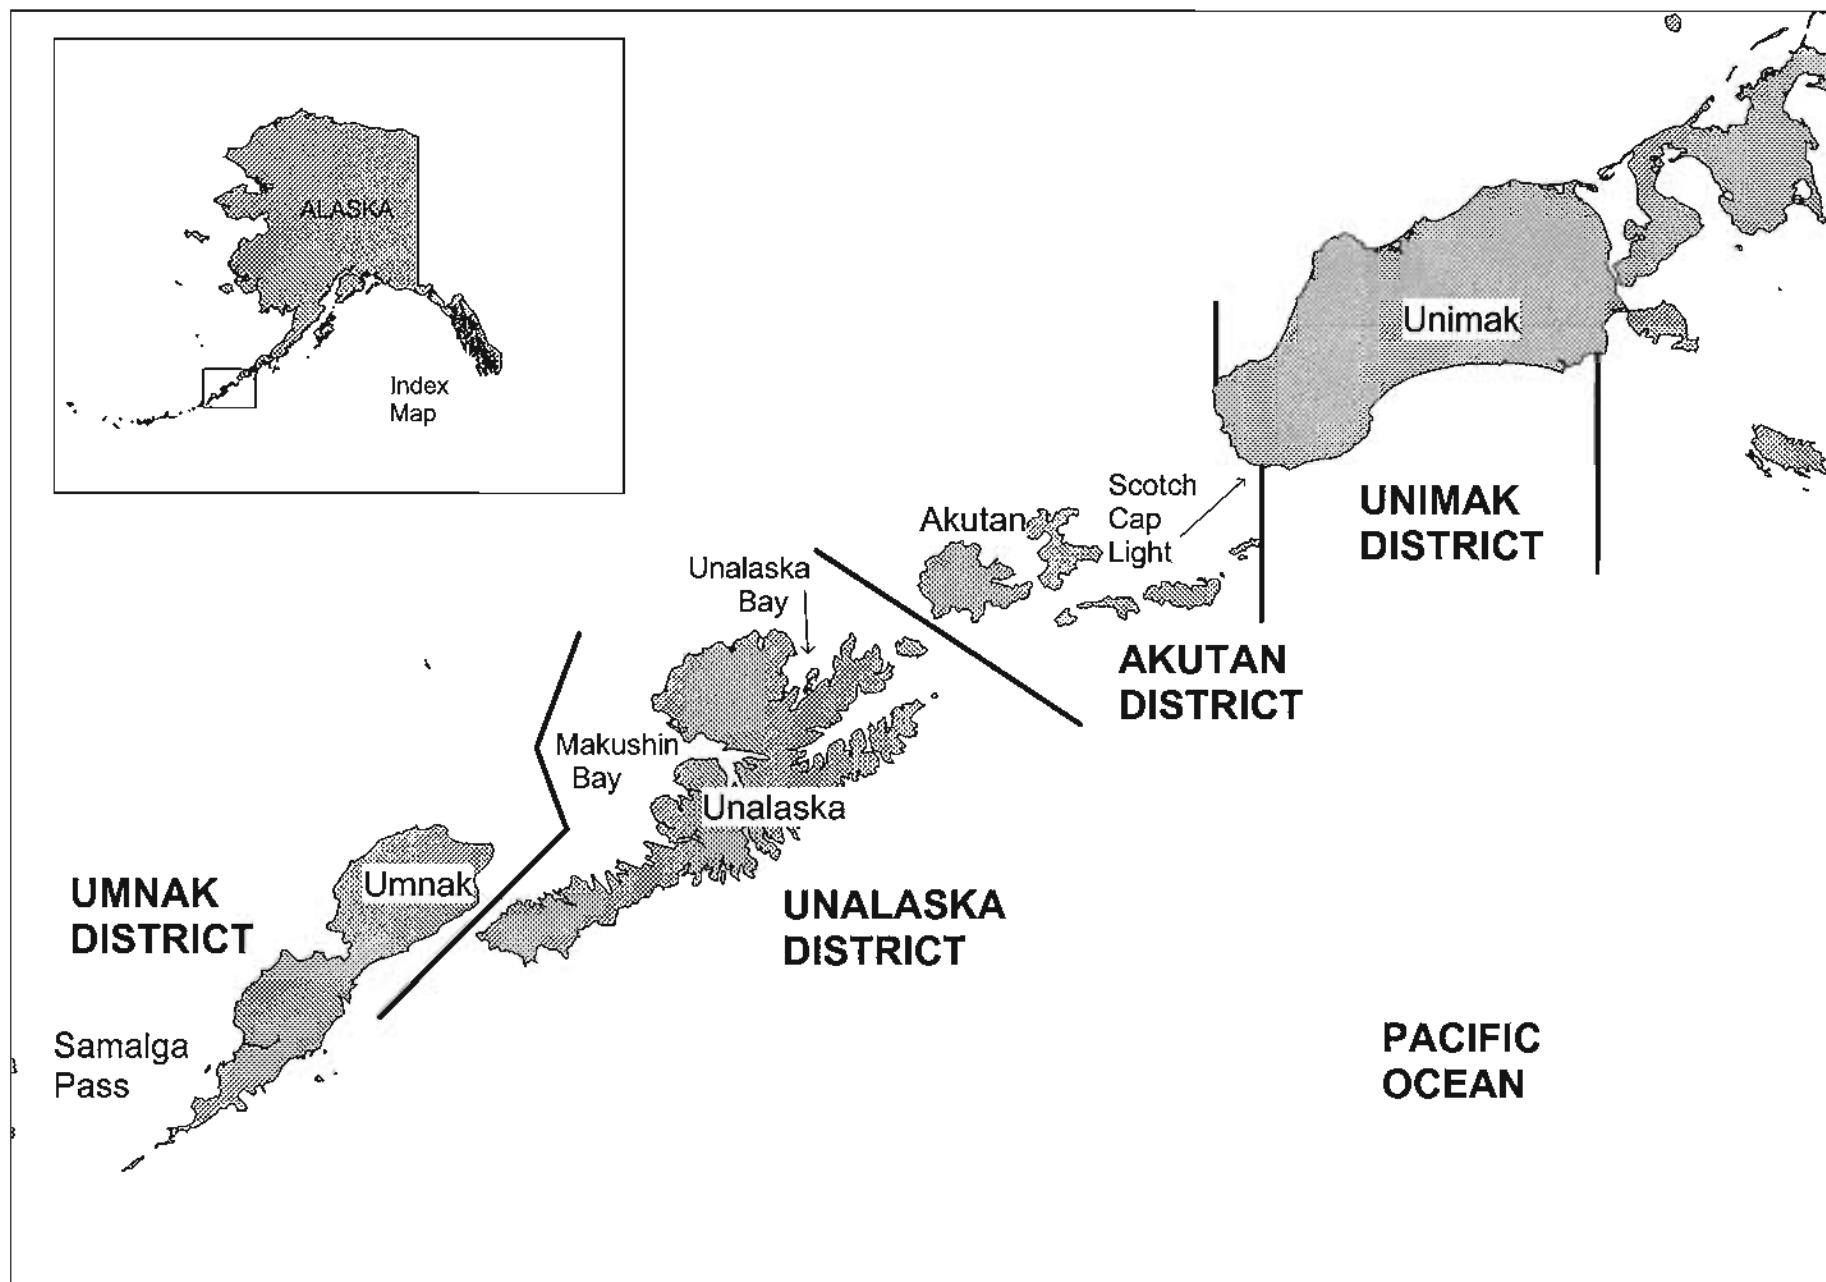 ALASKA
Index
Map
Unimak
Scotch
Cap
Light
UNIMAK
DISTRICT
Akutan
Unalaska
Bay
AKUTAN
DISTRICT
Makushin
Bay
Unalaska
UMNAK
DISTRICT
Umnak
UNALASKA
DISTRICT
Samalga
Pass
PACIFIC
OCEAN